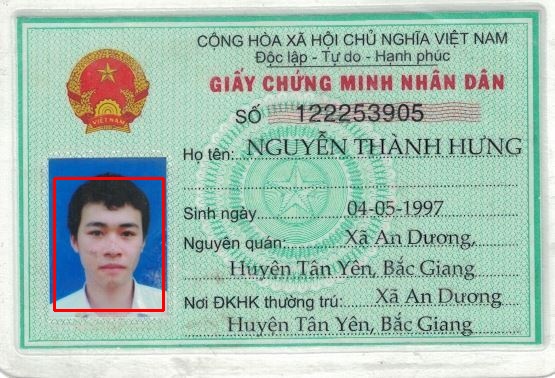 CỘNG HÒA XÃ HỘI CHỦ NGHĨA VIỆT NAM
Độc lập - Tự do - Hạnh phúc
GIẤY CHỨNG MINH NHÂN DÂN
SỐ 122253905
Họ tên: NGUYỄN THÀNH HƯNG
Sinh ngày 04-05-1997
Nguyên quán: Xã An Dương,
Huyện Tân Yên, Bắc Giang
Nơi ĐKHK thường trú: Xã An Dương
Huyện Tân Yên, Bắc Giang
VIỆT NAM